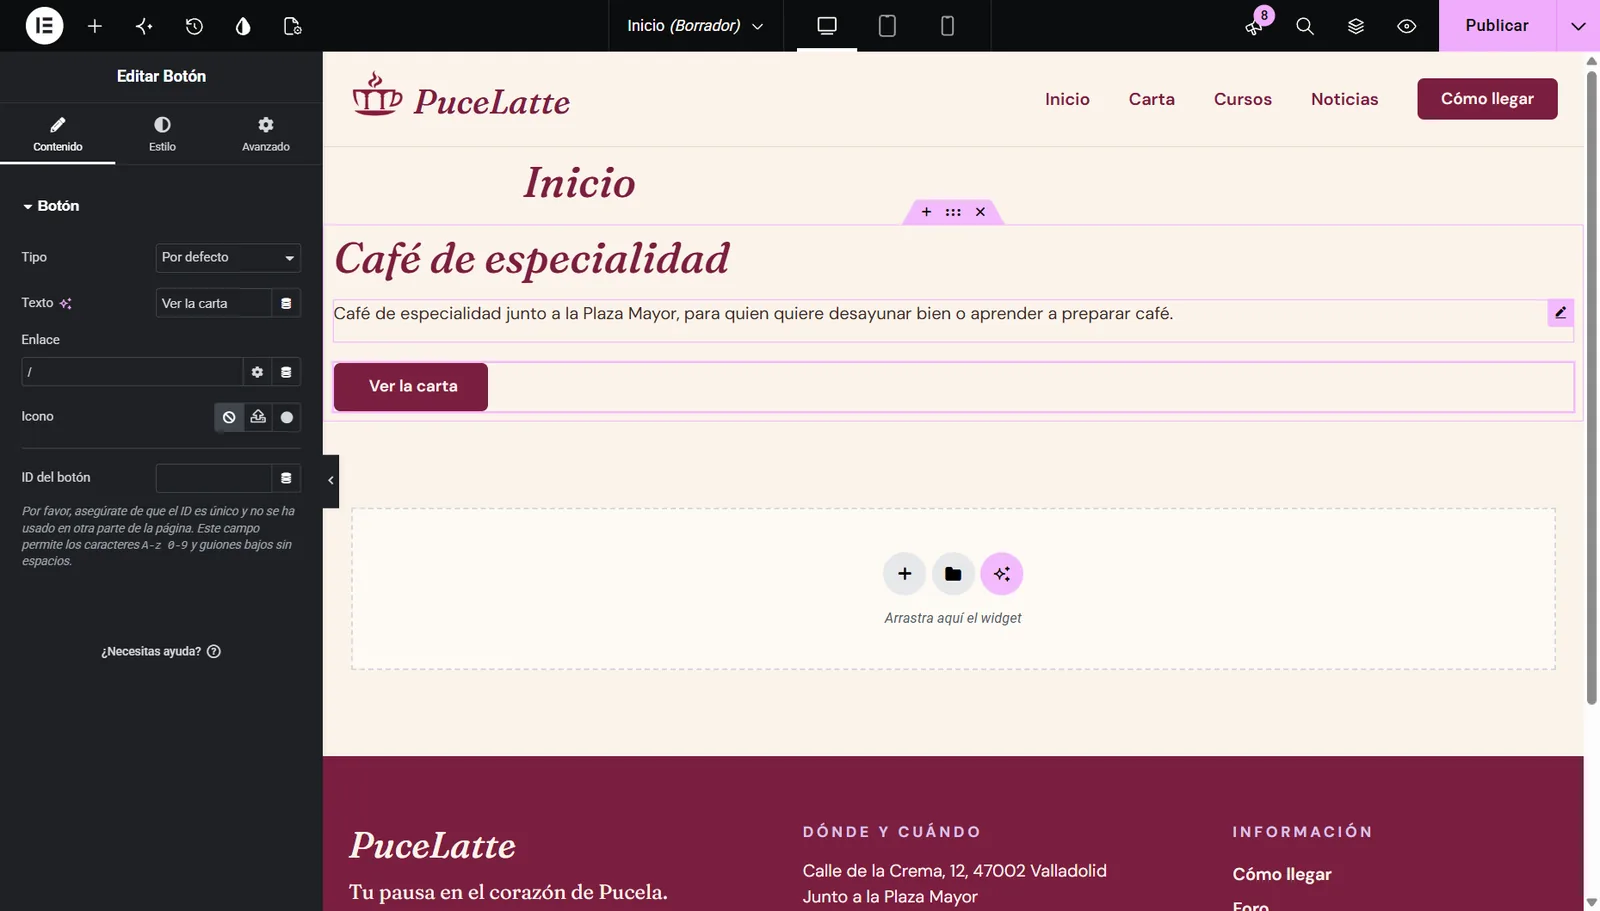 Inicio (Borrador)
8
Publicar
Editar Botón
Contenido
Estilo
Avanzado
Botón
Tipo
Por defecto
Texto
Ver la carta
Enlace
/
Icono
ID del botón
Por favor, asegúrate de que el ID es único y no se ha
usado en otra parte de la página. Este campo
permite los caracteres A-z 0-9 y guiones bajos sin
espacios.
¿Necesitas ayuda?
PuceLatte
Inicio
Carta
Cursos
Noticias
Cómo llegar
Inicio
Café de especialidad
Café de especialidad junto a la Plaza Mayor, para quien quiere desayunar bien o aprender a preparar café.
Ver la carta
Arrastra aquí el widget
PuceLatte
Tu pausa en el corazón de Pucela.
DÓNDE Y CUÁNDO
Calle de la Crema, 12, 47002 Valladolid
Junto a la Plaza Mayor
INFORMACIÓN
Cómo llegar
Foro